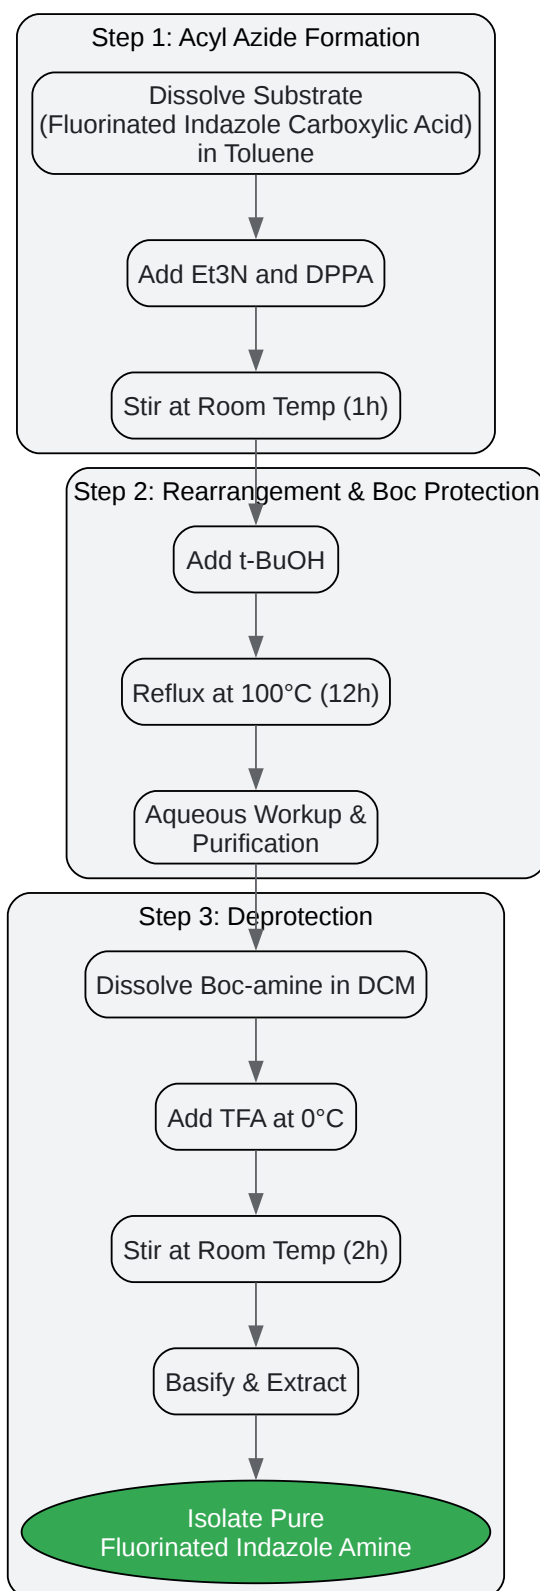 Step 1: Acyl Azide Formation
Dissolve Substrate
(Fluorinated Indazole Carboxylic Acid)
in Toluene
Add Et3N and DPPA
Stir at Room Temp (1h)
Step 2: Rearrangement & Boc Protection
Add t-BuOH
Reflux at 100°C (12h)
Aqueous Workup &
Purification
Step 3: Deprotection
Dissolve Boc-amine in DCM
Add TFA at 0°C
Stir at Room Temp (2h)
Basify & Extract
Isolate Pure
Fluorinated Indazole Amine